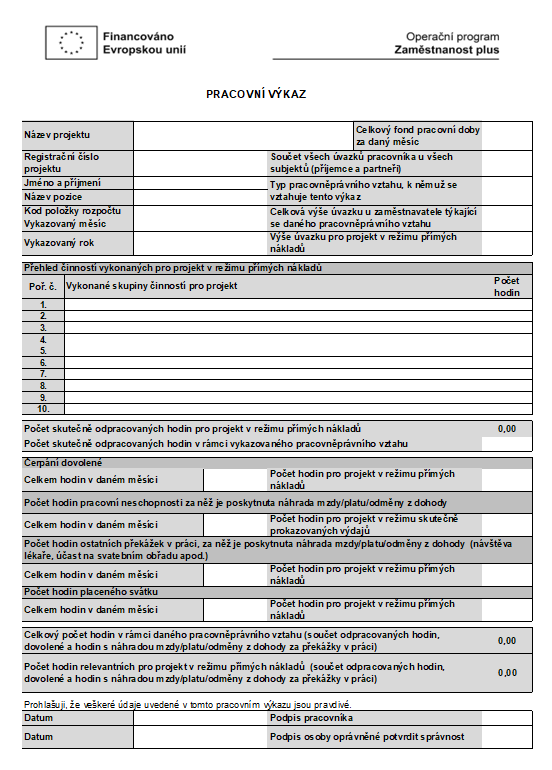 Financováno
Evropskou unií
Operační program
Zaměstnanost plus
PRACOVNÍ VÝKAZ
Název projektu
Celkový fond pracovní doby
za daný měsíc
Registrační číslo
projektu
Součet všech úvazků pracovníka u všech
subjektů (příjemce a partneři)
Jméno a příjmení
Typ pracovněprávního vztahu, k němuž se
vztahuje tento výkaz
Název pozice
Kod položky rozpočtu
Vykazovaný měsíc
Celková výše úvazku u zaměstnavatele týkající
se daného pracovněprávního vztahu
Vykazovaný rok
Výše úvazku pro projekt v režimu přímých
nákladů
Přehled činností vykonaných pro projekt v režimu přímých nákladů
Poř. č.
Vykonané skupiny činností pro projekt
Počet
hodin
1.
2.
3.
4.
5.
6.
7.
8.
9.
10.
Počet skutečně odpracovaných hodin pro projekt v režimu přímých nákladů
0,00
Počet skutečně odpracovaných hodin v rámci vykazovaného pracovněprávního vztahu
Čerpání dovolené
Celkem hodin v daném měsíci
Počet hodin pro projekt v režimu přímých
nákladů
Počet hodin pracovní neschopnosti za něž je poskytnuta náhrada mzdy/platu/odměny z dohody
Celkem hodin v daném měsíci
Počet hodin pro projekt v režimu skutečně
prokazovaných výdajů
Počet hodin ostatních překážek v práci, za něž je poskytnuta náhrada mzdy/platu/odměny z dohody (návštěva
lékaře, účast na svatebním obřadu apod.)
Celkem hodin v daném měsíci
Počet hodin pro projekt v režimu přímých
nákladů
Počet hodin placeného svátku
Celkem hodin v daném měsíci
Počet hodin pro projekt v režimu přímých
nákladů
Celkový počet hodin v rámci daného pracovněprávního vztahu (součet odpracovaných hodin,
dovolené a hodin s náhradou mzdy/platu/odměny z dohody za překážky v práci)
0,00
Počet hodin relevantních pro projekt v režimu přímých nákladů (součet odpracovaných hodin,
dovolené a hodin s náhradou mzdy/platu/odměny z dohody za překážky v práci)
0,00
Prohlašuji, že veškeré údaje uvedené v tomto pracovním výkazu jsou pravdivé.
Datum
Podpis pracovníka
Datum
Podpis osoby oprávněné potvrdit správnost